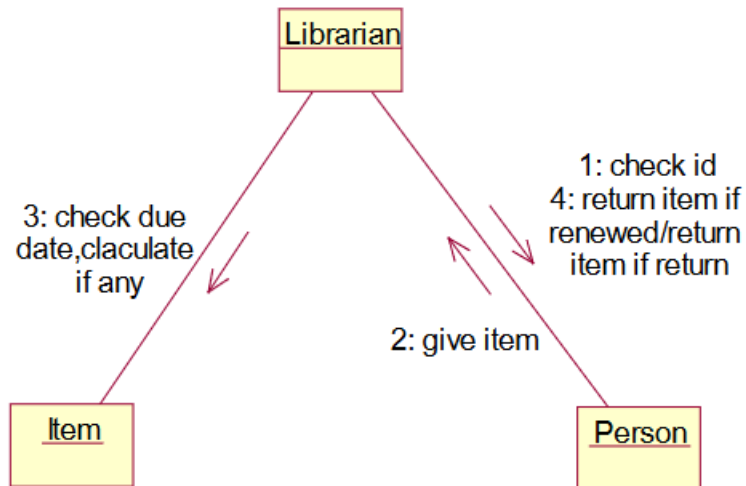 Librarian
1: check id
4: return item if
renewed/return
item if return
3: check due
date,claculate
if any
2: give item
Item
Person